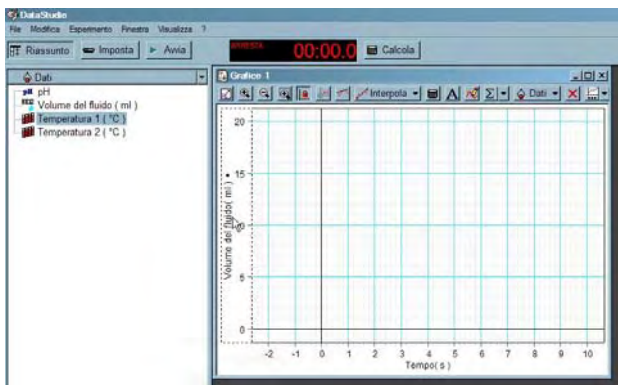 DataStudio
File Modifica Esperimento Finestra Visualizza ?
Riassunto Imposta Avvia 00:00.0 Calcola
Dati
pH
Volume del fluido ( ml )
Temperatura 1 ( °C )
Temperatura 2 ( °C )
Grafico 1
Interpola A Σ Dati
20
15
10
5
0
Volume del fluido( ml )
-2 -1 0 1 2 3 4 5 6 7 8 9 10
Tempo( s )